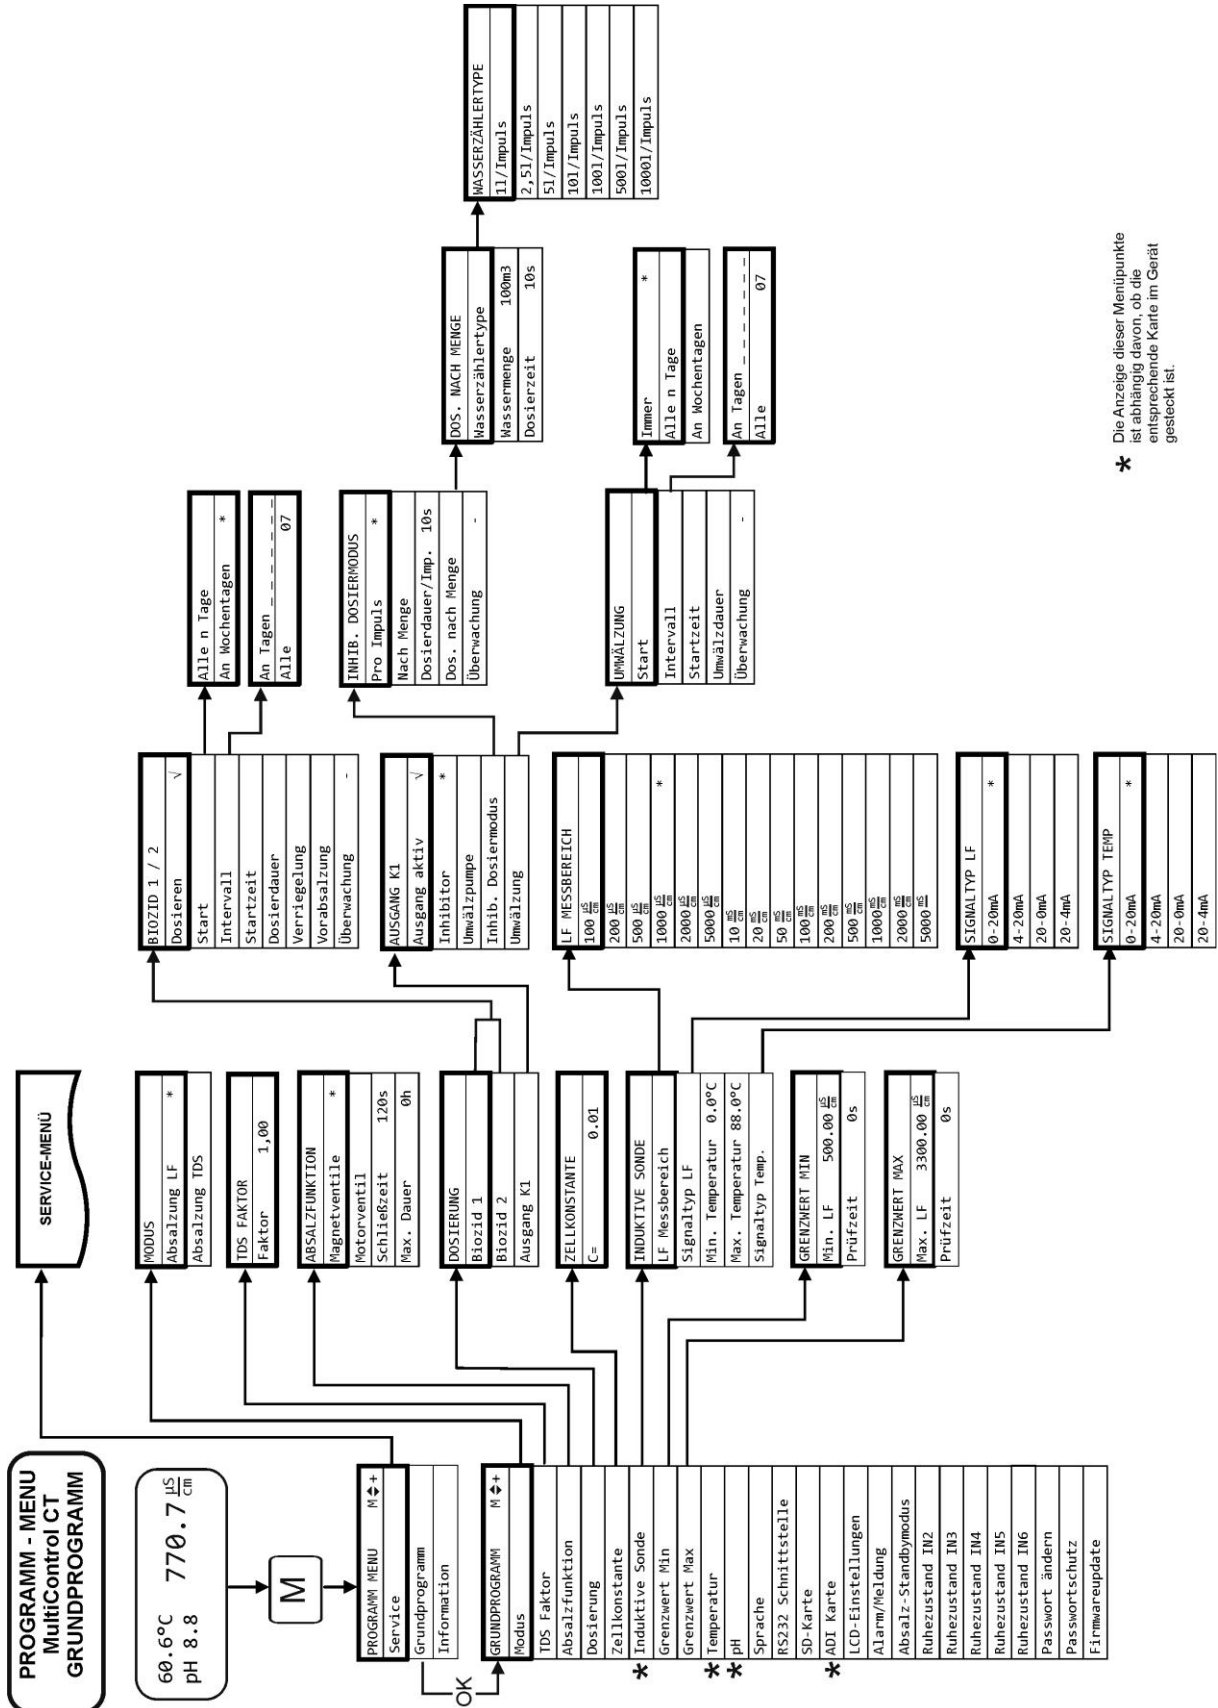 PROGRAMM - MENU
MultiControl CT
GRUNDPROGRAMM
60.6°C 770.7 µS/cm
pH 8.8
M
PROGRAMM MENU M+
Service
Grundprogramm
Information
OK
GRUNDPROGRAMM M+
Modus
TDS Faktor
Absalzfunktion
Dosierung
Zellkonstante
* Induktive Sonde
Grenzwert Min
Grenzwert Max
* Temperatur
* pH
Sprache
RS232 Schnittstelle
SD-Karte
* ADI Karte
LCD-Einstellungen
Alarm/Meldung
Absalz-Standbymodus
Ruhezustand IN2
Ruhezustand IN3
Ruhezustand IN4
Ruhezustand IN5
Ruhezustand IN6
Passwort ändern
Passwortschutz
Firmwareupdate
SERVICE-MENÜ
MODUS
Absalzung LF *
Absalzung TDS
TDS FAKTOR
Faktor 1,00
ABSALZFUNKTION
Magnetventile *
Motorventil
Schließzeit 120s
Max. Dauer 0h
DOSIERUNG
Biozid 1
Biozid 2
Ausgang K1
ZELLKONSTANTE
C= 0.01
INDUKTIVE SONDE
LF Messbereich
Signaltyp LF
Min. Temperatur 0.0°C
Max. Temperatur 88.0°C
Signaltyp Temp.
GRENZWERT MIN
Min. LF 500.00 µS/cm
Prüfzeit 0s
GRENZWERT MAX
Max. LF 3300.00 µS/cm
Prüfzeit 0s
BIOZID 1 / 2
Dosieren √
Start
Intervall
Startzeit
Dosierdauer
Verriegelung
Vorabsalzung
Überwachung -
AUSGANG K1
Ausgang aktiv √
Inhibitor *
Umwälzpumpe
Inhib. Dosiermodus
Umwälzung
LF MESSBEREICH
100 µS/cm
200 µS/cm
500 µS/cm
1000 µS/cm *
2000 µS/cm
5000 µS/cm
10 mS/cm
20 mS/cm
50 mS/cm
100 mS/cm
200 mS/cm
500 mS/cm
1000 mS/cm
2000 mS/cm
5000 mS
SIGNALTYP LF
0-20mA *
4-20mA
20-0mA
20-4mA
SIGNALTYP TEMP
0-20mA *
4-20mA
20-0mA
20-4mA
Alle n Tage
An Wochentagen *
An Tagen _ _ _ _ _ _ _
Alle 07
INHIB. DOSIERMODUS
Pro Impuls *
Nach Menge
Dosierdauer/Imp. 10s
Dos. nach Menge
Überwachung -
UMWÄLZUNG
Start
Intervall
Startzeit
Umwälzdauer
Überwachung -
DOS. NACH MENGE
Wasserzählertype
Wassermenge 100m3
Dosierzeit 10s
Immer *
Alle n Tage
An Wochentagen
An Tagen _ _ _ _ _ _ _
Alle 07
WASSERZÄHLERTYPE
1l/Impuls
2,5l/Impuls
5l/Impuls
10l/Impuls
100l/Impuls
500l/Impuls
1000l/Impuls
* Die Anzeige dieser Menüpunkte
ist abhängig davon, ob die
entsprechende Karte im Gerät
gesteckt ist.